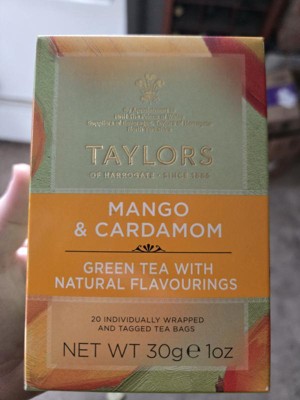 TAYLORS
OF HARROGATE · SINCE 1886
MANGO
& CARDAMOM
GREEN TEA WITH
NATURAL FLAVOURINGS
20 INDIVIDUALLY WRAPPED
AND TAGGED TEA BAGS
NET WT 30g e 1oz